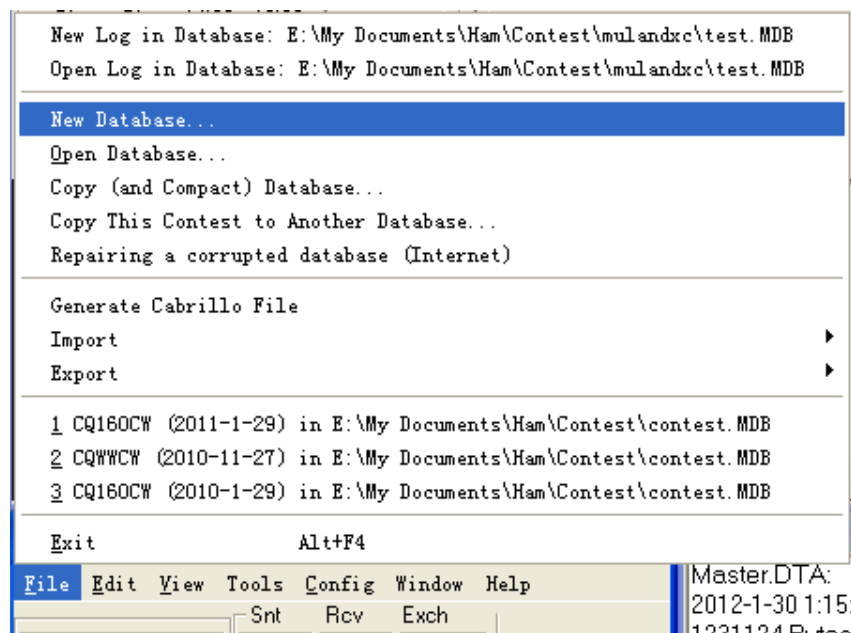 New Log in Database: E:\My Documents\Ham\Contest\mulandxc\test.MDB
Open Log in Database: E:\My Documents\Ham\Contest\mulandxc\test.MDB
New Database...
Open Database...
Copy (and Compact) Database...
Copy This Contest to Another Database...
Repairing a corrupted database (Internet)
Generate Cabrillo File
Import
Export
1 CQ160CW (2011-1-29) in E:\My Documents\Ham\Contest\contest.MDB
2 CQWWCW (2010-11-27) in E:\My Documents\Ham\Contest\contest.MDB
3 CQ160CW (2010-1-29) in E:\My Documents\Ham\Contest\contest.MDB
Exit Alt+F4
File Edit View Tools Config Window Help
Snt Rcv Exch
Master.DTA:
2012-1-30 1:15: